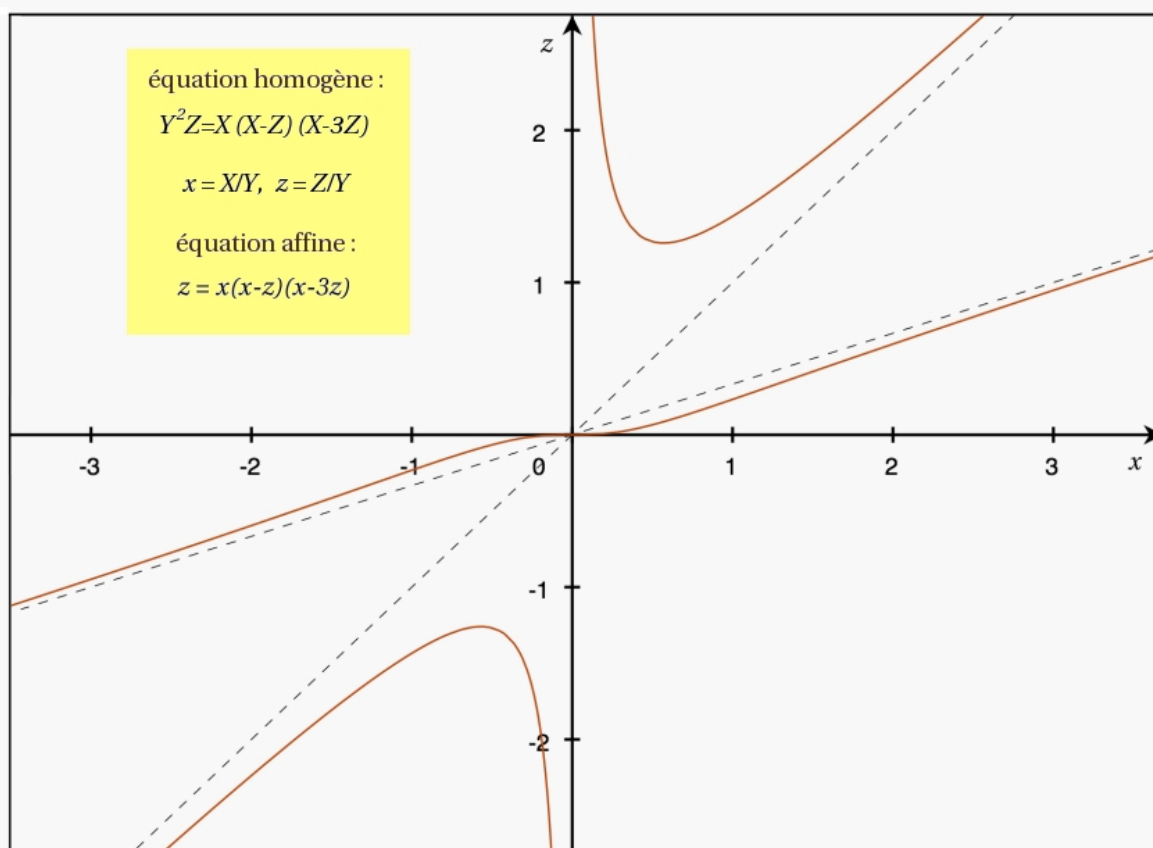 équation homogène :
Y²Z=X(X-Z)(X-3Z)
x=X/Y, z=Z/Y
équation affine :
z = x(x-z)(x-3z)
z
2
1
-3 -2 -1 0 1 2 3 x
-1
-2